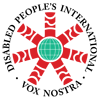 DISABLED PEOPLE'S INTERNATIONAL
• VOX NOSTRA •